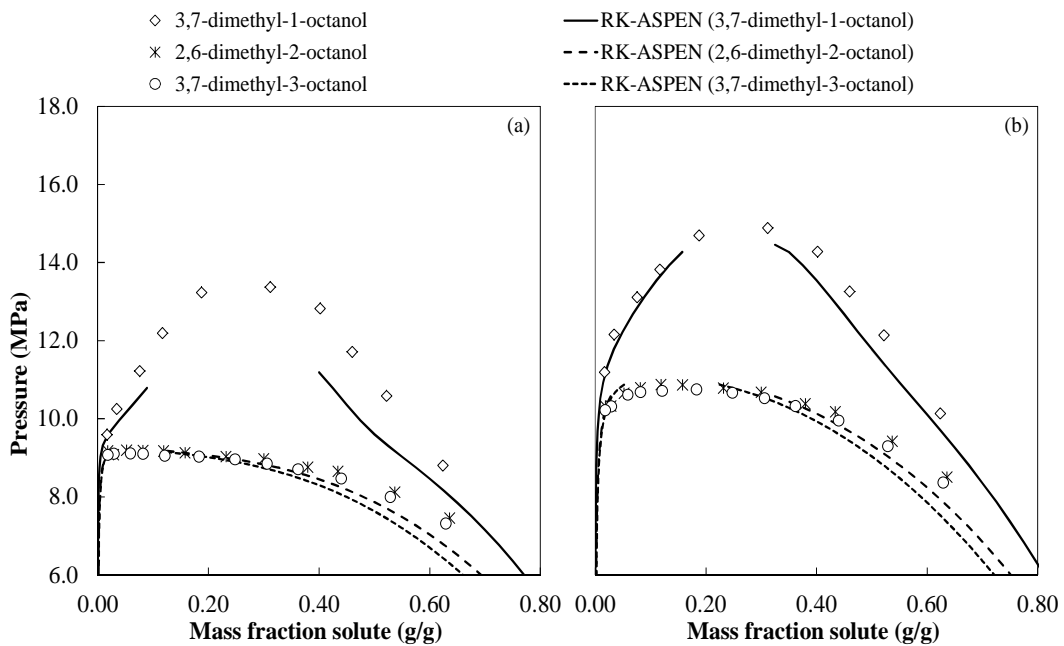 3,7-dimethyl-1-octanol RK-ASPEN (3,7-dimethyl-1-octanol)
2,6-dimethyl-2-octanol RK-ASPEN (2,6-dimethyl-2-octanol)
3,7-dimethyl-3-octanol RK-ASPEN (3,7-dimethyl-3-octanol)
18.0 (a) (b)
16.0
14.0
12.0
10.0
8.0
6.0
Pressure (MPa)
0.00 0.20 0.40 0.60 0.80 0.00 0.20 0.40 0.60 0.80
Mass fraction solute (g/g) Mass fraction solute (g/g)